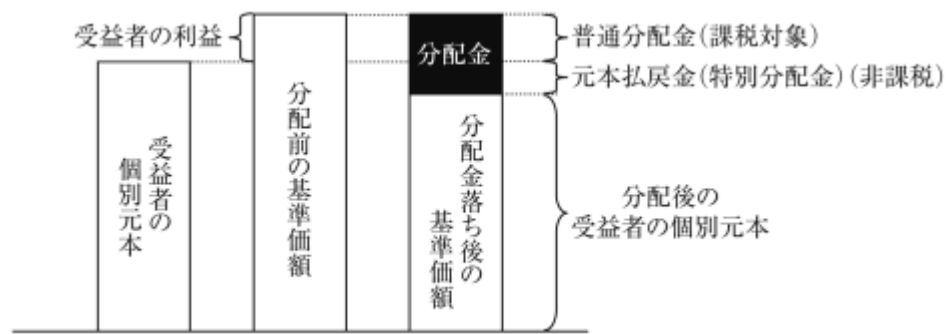 受益者の利益
受益者の
個別元本
分配前の基準価額
分配金
分配金落ち後の
基準価額
普通分配金(課税対象)
元本払戻金(特別分配金)(非課税)
分配後の
受益者の個別元本